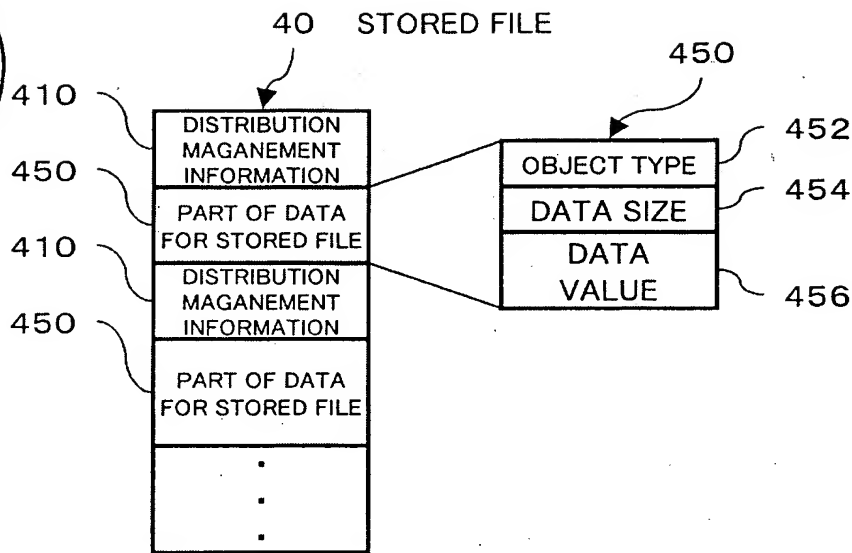 40 STORED FILE
450
410
DISTRIBUTION
MAGANEMENT
INFORMATION
450
PART OF DATA
FOR STORED FILE
410
DISTRIBUTION
MAGANEMENT
INFORMATION
450
PART OF DATA
FOR STORED FILE
OBJECT TYPE
452
DATA SIZE
454
DATA
VALUE
456